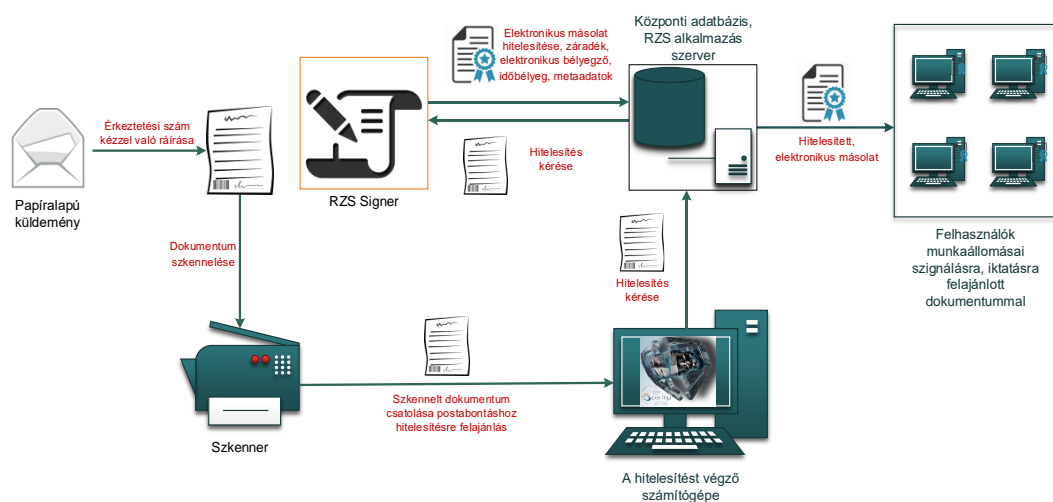 Központi adatbázis,
RZS alkalmazás
szerver
Elektronikus másolat
hitelesítése, záradék,
elektronikus bélyegző,
időbélyeg, metaadatok
Érkeztetési szám
kézzel való ráírása
Hitelesítés
kérése
Hitelesített,
elektronikus másolat
Papíralapú
küldemény
RZS Signer
Felhasználók
munkaállomásai
szignálásra, iktatásra
felajánlott
dokumentummal
Dokumentum
szkennelése
Hitelesítés
kérése
Szkennelt dokumentum
csatolása postabontáshoz
hitelesítésre felajánlás
Szkenner
A hitelesítést végző
számítógépe